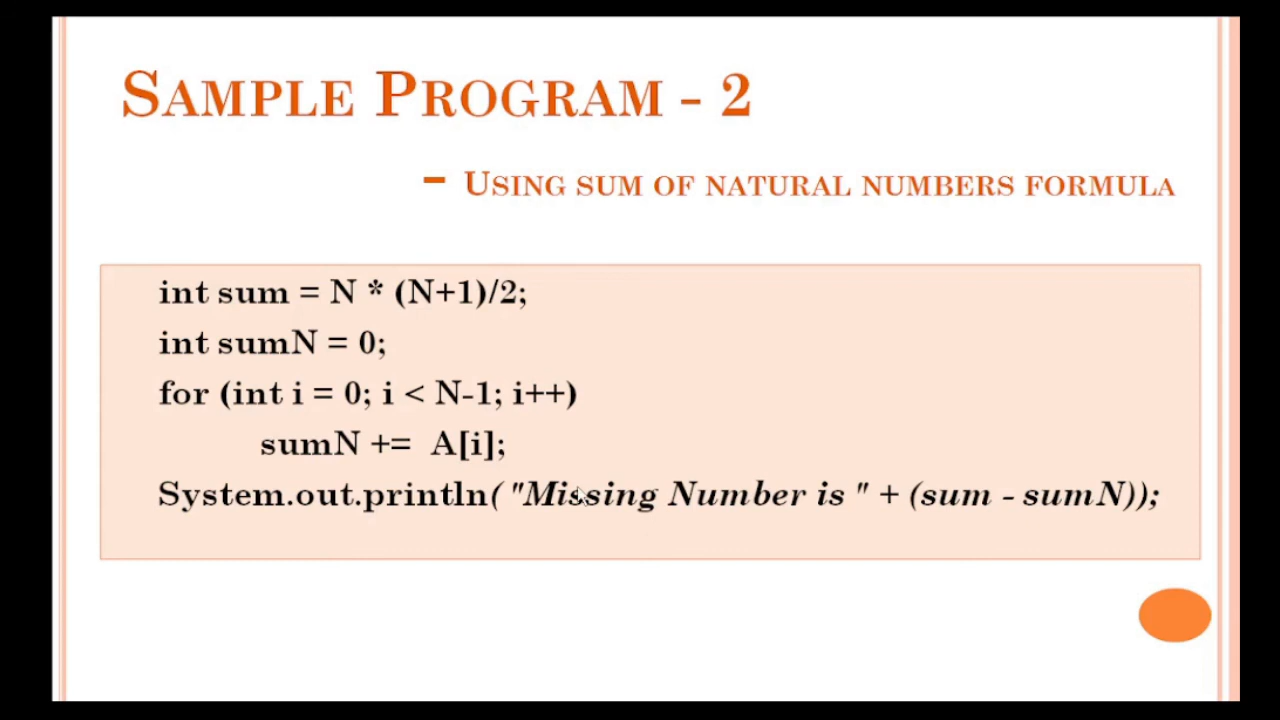 SAMPLE PROGRAM - 2
– USING SUM OF NATURAL NUMBERS FORMULA
int sum = N * (N+1)/2;
int sumN = 0;
for (int i = 0; i < N-1; i++)
sumN += A[i];
System.out.println( "Missing Number is " + (sum - sumN));